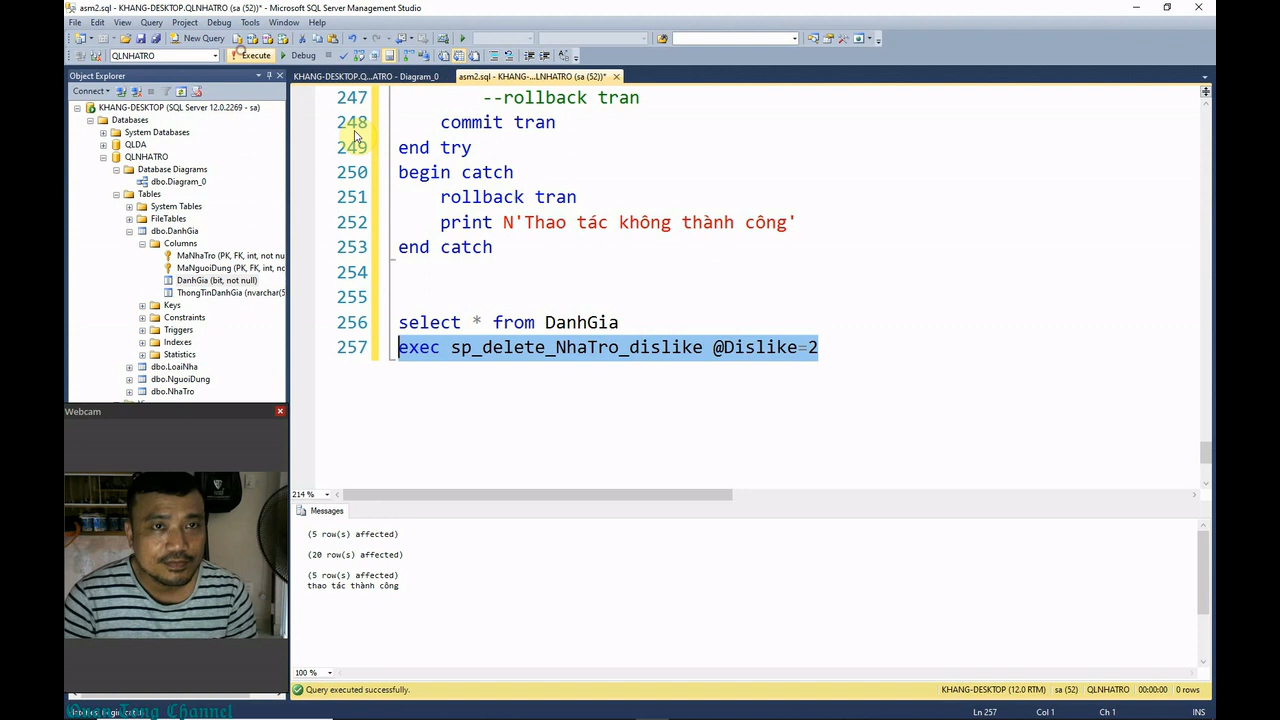 asm2.sql - KHANG-DESKTOP.QLNHATRO (sa (52))* - Microsoft SQL Server Management Studio
File Edit View Query Project Debug Tools Window Help
New Query
QLNHATRO Execute Debug
Object Explorer
KHANG-DESKTOP.Q...ATRO - Diagram_0 asm2.sql - KHANG-...LNHATRO (sa (52))*
Connect
KHANG-DESKTOP (SQL Server 12.0.2269 - sa)
Databases
System Databases
QLDA
QLNHATRO
Database Diagrams
dbo.Diagram_0
Tables
System Tables
FileTables
dbo.DanhGia
Columns
MaNhaTro (PK, FK, int, not nu
MaNguoiDung (PK, FK, int, no
DanhGia (bit, not null)
ThongTinDanhGia (nvarchar(5
Keys
Constraints
Triggers
Indexes
Statistics
dbo.LoaiNha
dbo.NguoiDung
dbo.NhaTro
247 --rollback tran
248 commit tran
249 end try
250 begin catch
251 rollback tran
252 print N'Thao tác không thành công'
253 end catch
254
255
256 select * from DanhGia
257 exec sp_delete_NhaTro_dislike @Dislike=2
214 %
Messages
(5 row(s) affected)
(20 row(s) affected)
(5 row(s) affected)
thao tác thành công
100 %
Query executed successfully. KHANG-DESKTOP (12.0 RTM) sa (52) QLNHATRO 00:00:00 0 rows
Webcam
Ln 257 Col 1 Ch 1 INS